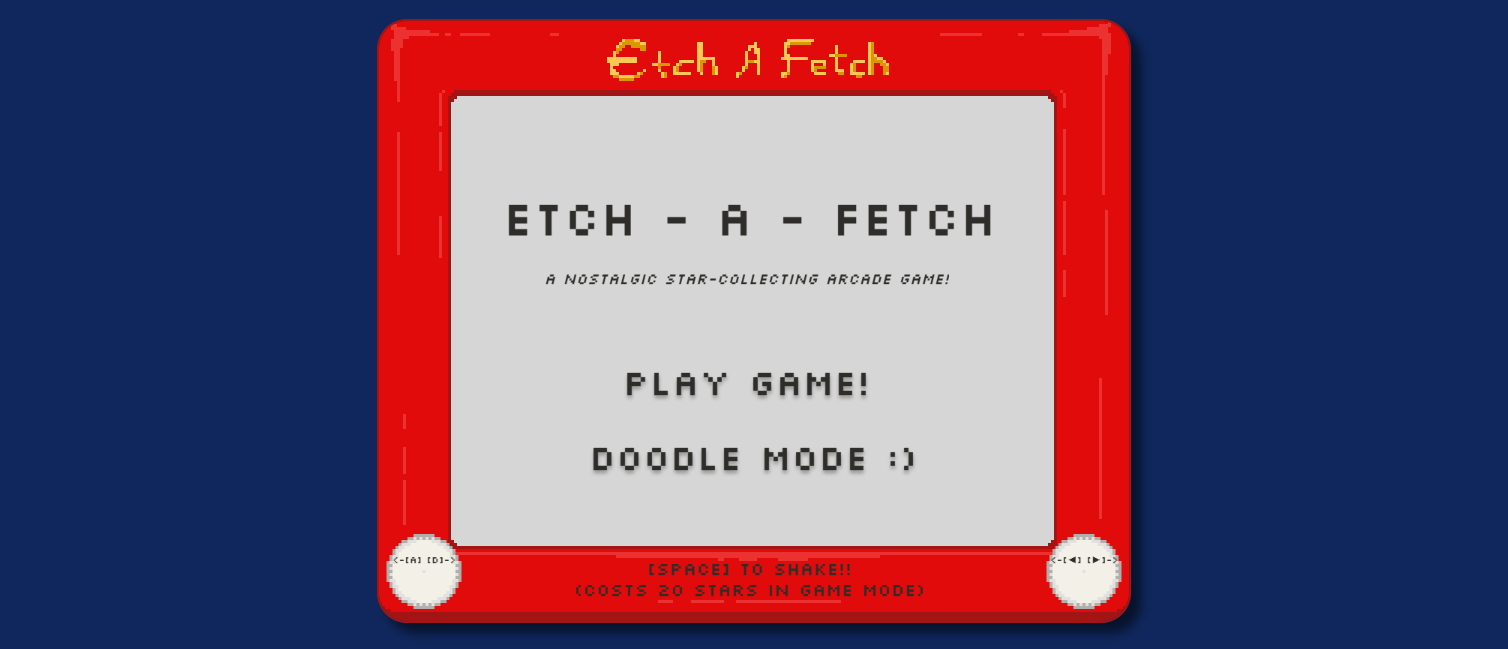 Etch A Fetch
ETCH - A - FETCH
A NOSTALGIC STAR-COLLECTING ARCADE GAME!
PLAY GAME!
DOODLE MODE :)
<-[A] [D]->
<-[◀] [▶]->
[SPACE] TO SHAKE!!
(COSTS 20 STARS IN GAME MODE)